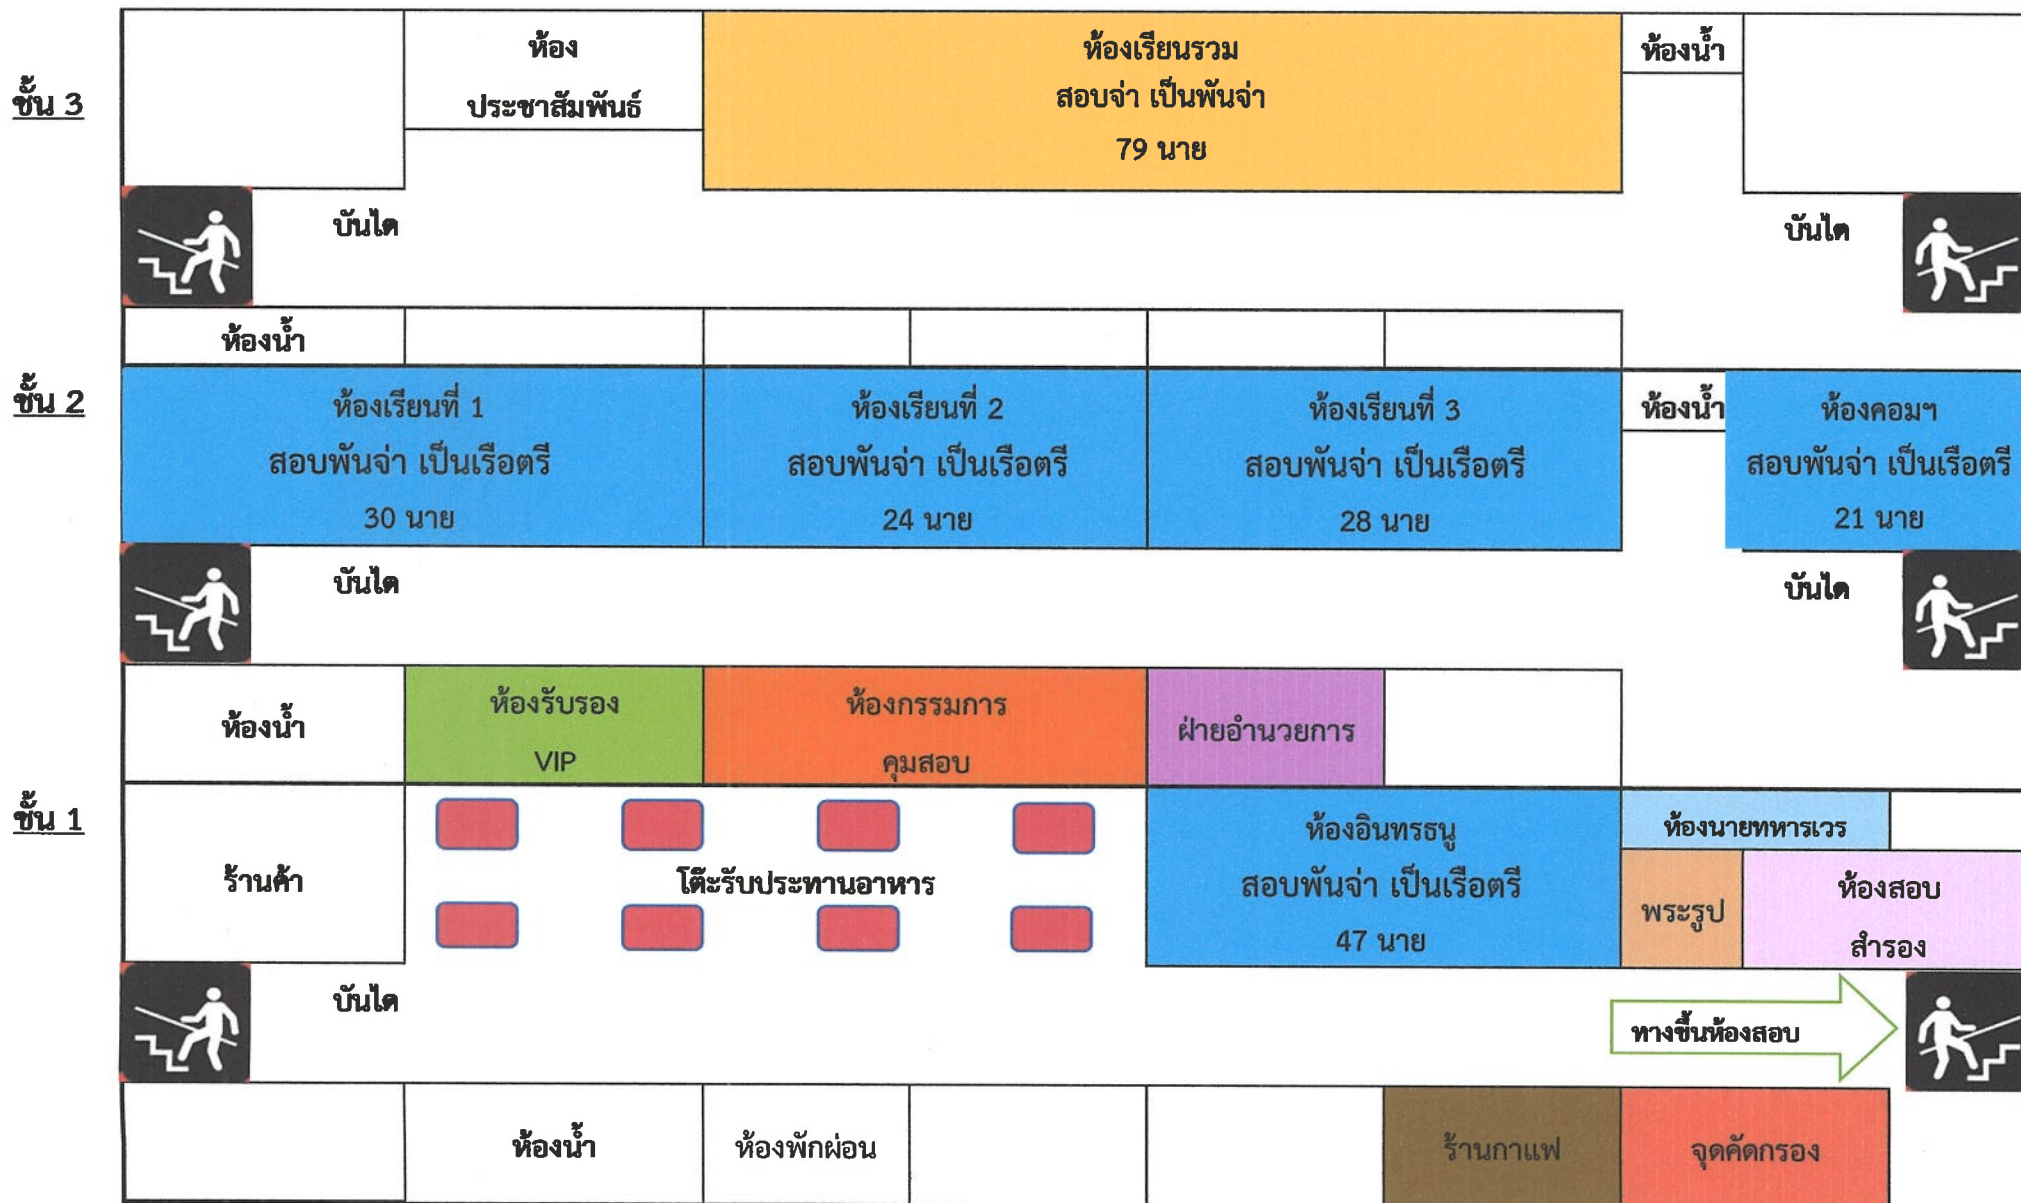 ชั้น 3
ห้อง
ประชาสัมพันธ์
ห้องเรียนรวม
สอบจ่า เป็นพันจ่า
79 นาย
ห้องน้ำ
บันได
บันได
ชั้น 2
ห้องน้ำ
ห้องเรียนที่ 1
สอบพันจ่า เป็นเรือตรี
30 นาย
ห้องเรียนที่ 2
สอบพันจ่า เป็นเรือตรี
24 นาย
ห้องเรียนที่ 3
สอบพันจ่า เป็นเรือตรี
28 นาย
ห้องน้ำ
ห้องคอมฯ
สอบพันจ่า เป็นเรือตรี
21 นาย
บันได
บันได
ชั้น 1
ห้องน้ำ
ห้องรับรอง
VIP
ห้องกรรมการ
คุมสอบ
ฝ่ายอำนวยการ
ร้านค้า
โต๊ะรับประทานอาหาร
ห้องอินทรธนู
สอบพันจ่า เป็นเรือตรี
47 นาย
ห้องนายทหารเวร
พระรูป
ห้องสอบ
สำรอง
บันได
ทางขึ้นห้องสอบ
ห้องน้ำ
ห้องพักผ่อน
ร้านกาแฟ
จุดคัดกรอง